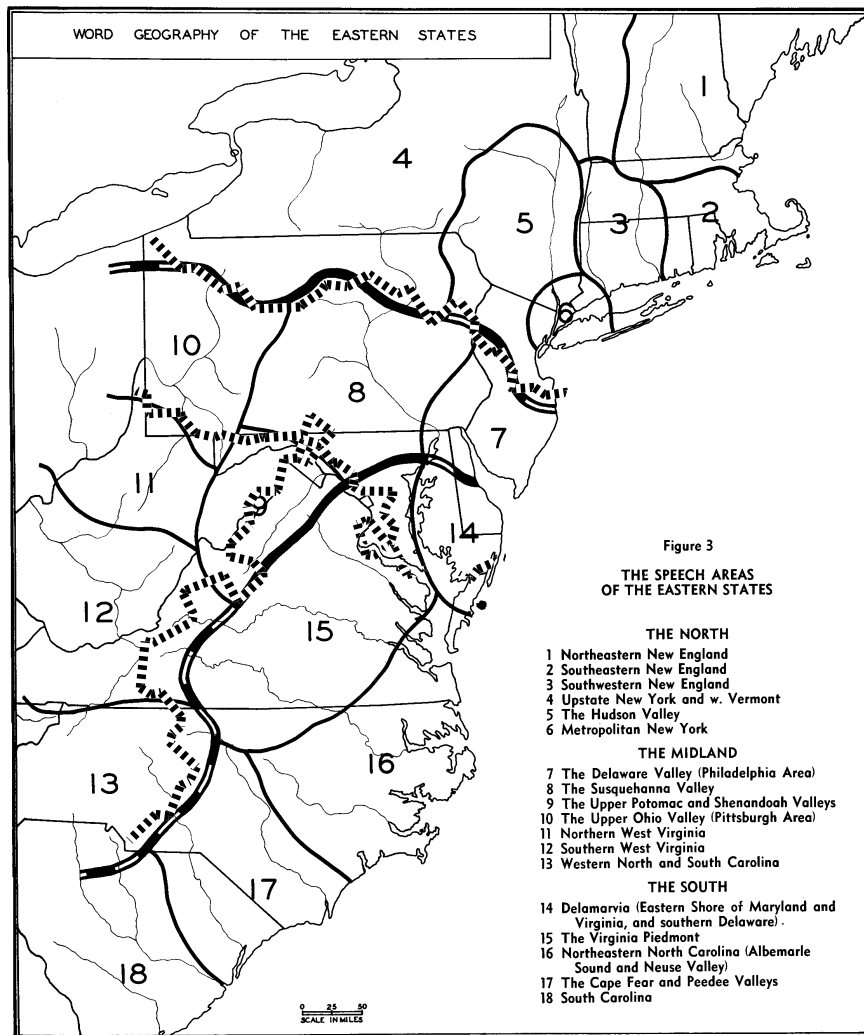 WORD GEOGRAPHY OF THE EASTERN STATES
1
4
5
3
2
6
10
8
7
11
9
14
12
15
13
16
17
18
Figure 3
THE SPEECH AREAS
OF THE EASTERN STATES
THE NORTH
1 Northeastern New England
2 Southeastern New England
3 Southwestern New England
4 Upstate New York and w. Vermont
5 The Hudson Valley
6 Metropolitan New York
THE MIDLAND
7 The Delaware Valley (Philadelphia Area)
8 The Susquehanna Valley
9 The Upper Potomac and Shenandoah Valleys
10 The Upper Ohio Valley (Pittsburgh Area)
11 Northern West Virginia
12 Southern West Virginia
13 Western North and South Carolina
THE SOUTH
14 Delamarvia (Eastern Shore of Maryland and
Virginia, and southern Delaware).
15 The Virginia Piedmont
16 Northeastern North Carolina (Albemarle
Sound and Neuse Valley)
17 The Cape Fear and Peedee Valleys
18 South Carolina
0 25 50
SCALE IN MILES